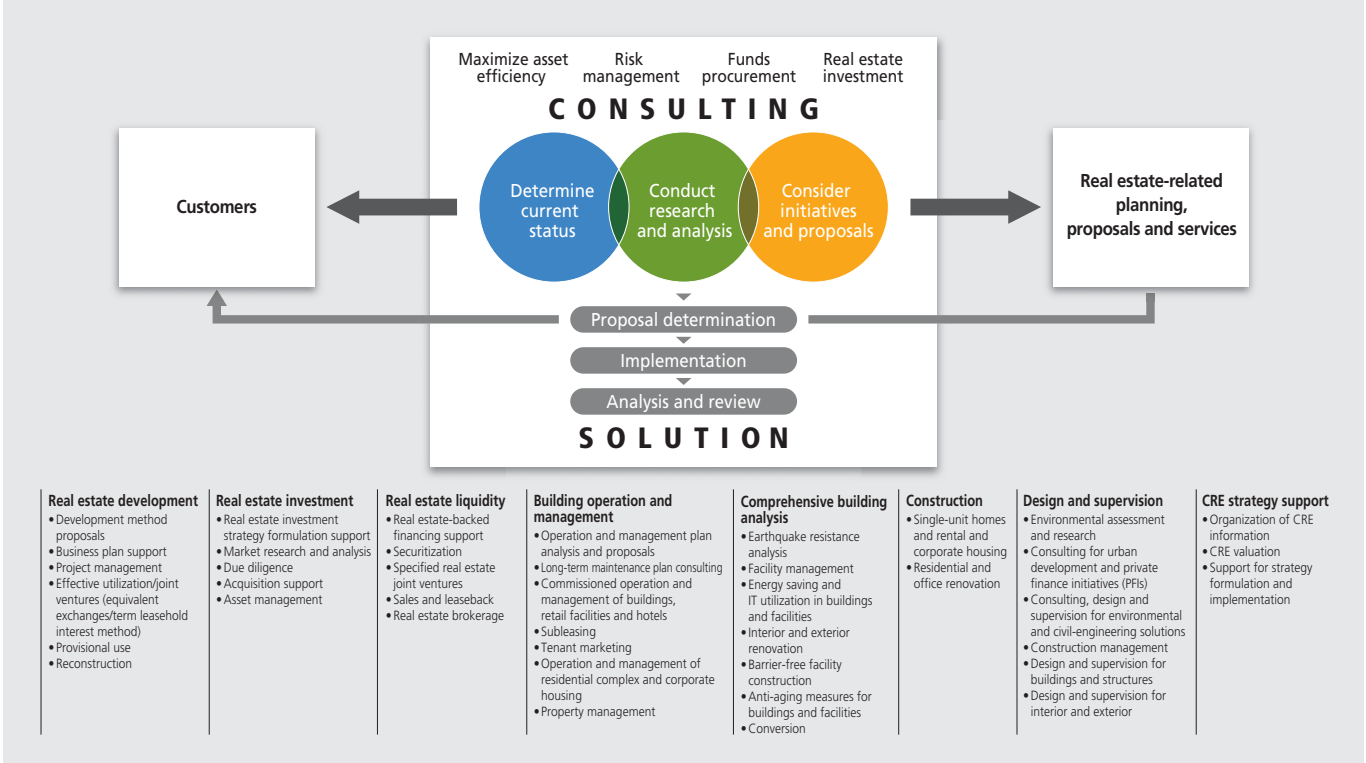 Maximize asset
efficiency
Risk
management
Funds
procurement
Real estate
investment
CONSULTING
Customers
Determine
current
status
Conduct
research
and analysis
Consider
initiatives
and proposals
Real estate-related
planning,
proposals and services
Proposal determination
Implementation
Analysis and review
SOLUTION
Real estate development
•Development method
proposals
•Business plan support
•Project management
•Effective utilization/joint
ventures (equivalent
exchanges/term leasehold
interest method)
•Provisional use
•Reconstruction
Real estate investment
•Real estate investment
strategy formulation support
•Market research and analysis
•Due diligence
•Acquisition support
•Asset management
Real estate liquidity
•Real estate-backed
financing support
•Securitization
•Specified real estate
joint ventures
•Sales and leaseback
•Real estate brokerage
Building operation and
management
•Operation and management plan
analysis and proposals
•Long-term maintenance plan consulting
•Commissioned operation and
management of buildings,
retail facilities and hotels
•Subleasing
•Tenant marketing
•Operation and management of
residential complex and corporate
housing
•Property management
Comprehensive building
analysis
•Earthquake resistance
analysis
•Facility management
•Energy saving and
IT utilization in buildings
and facilities
•Interior and exterior
renovation
•Barrier-free facility
construction
•Anti-aging measures for
buildings and facilities
•Conversion
Construction
•Single-unit homes
and rental and
corporate housing
•Residential and
office renovation
Design and supervision
•Environmental assessment
and research
•Consulting for urban
development and private
finance initiatives (PFIs)
•Consulting, design and
supervision for environmental
and civil-engineering solutions
•Construction management
•Design and supervision for
buildings and structures
•Design and supervision for
interior and exterior
CRE strategy support
•Organization of CRE
information
•CRE valuation
•Support for strategy
formulation and
implementation